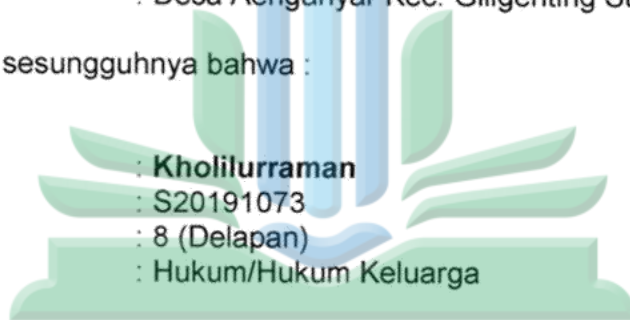 : Desa Aenganyar Kec. Giligenting
sesungguhnya bahwa :
: Kholilurraman
: S20191073
: 8 (Delapan)
: Hukum/Hukum Keluarga